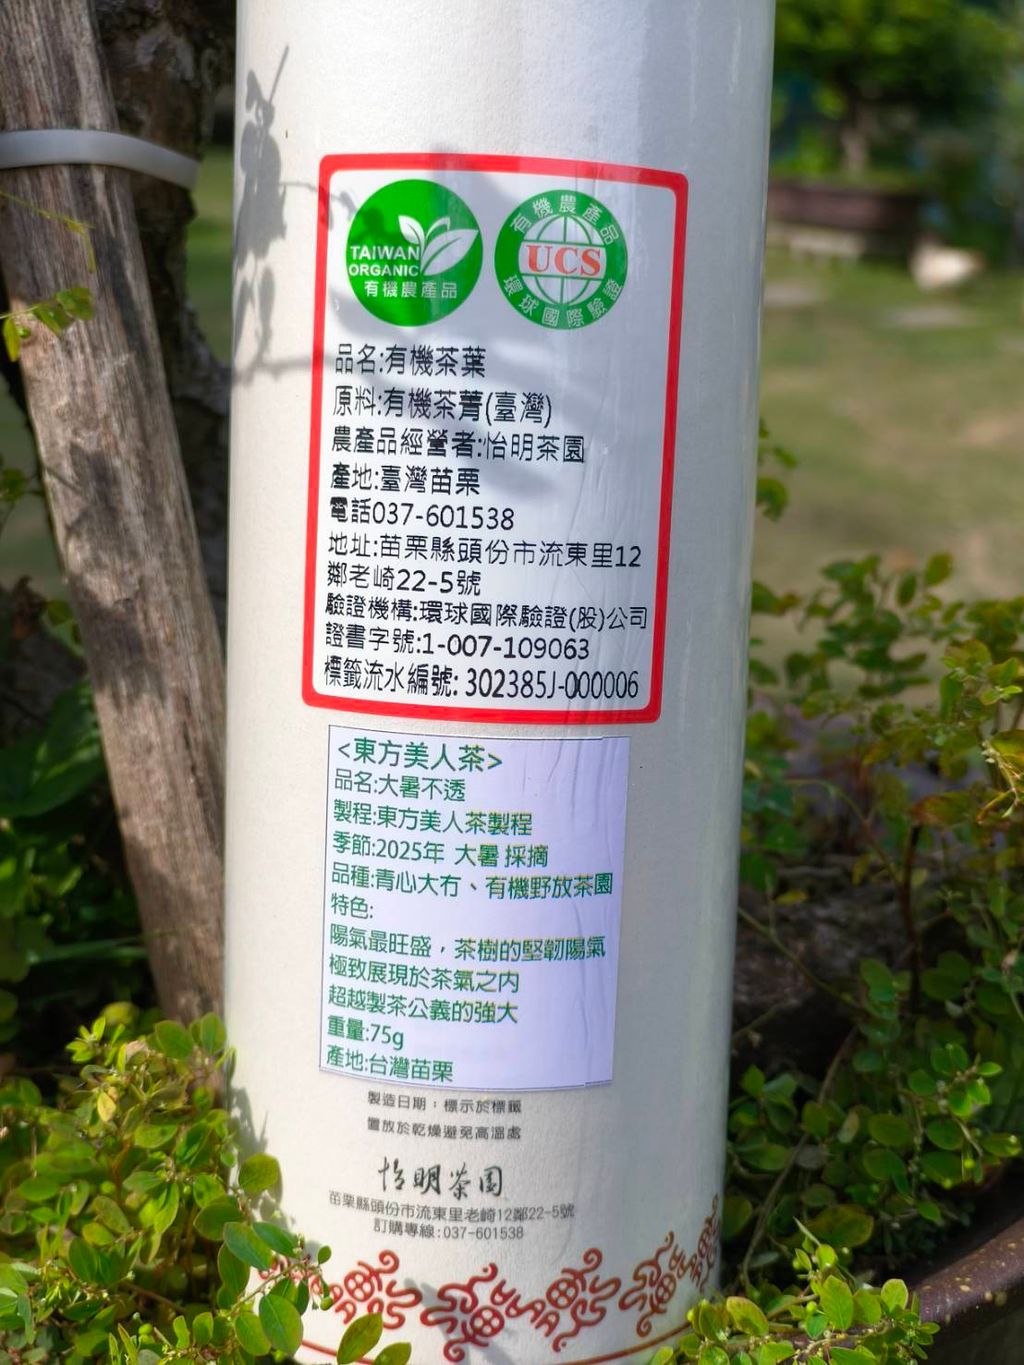 TAIWAN
ORGANIC
有機農產品
有機農產品
UCS
環球國際驗證
品名:有機茶葉
原料:有機茶菁(臺灣)
農產品經營者:怡明茶園
產地:臺灣苗栗
電話037-601538
地址:苗栗縣頭份市流東里12
鄰老崎22-5號
驗證機構:環球國際驗證(股)公司
證書字號:1-007-109063
標籤流水編號: 302385J-000006
<東方美人茶>
品名:大暑不透
製程:東方美人茶製程
季節:2025年 大暑 採摘
品種:青心大冇、有機野放茶園
特色:
陽氣最旺盛，茶樹的堅韌陽氣
極致展現於茶氣之內
超越製茶公義的強大
重量:75g
產地:台灣苗栗
製造日期：標示於標籤
置放於乾燥避免高溫處
怡明茶園
苗栗縣頭份市流東里老崎12鄰22-5號
訂購專線:037-601538